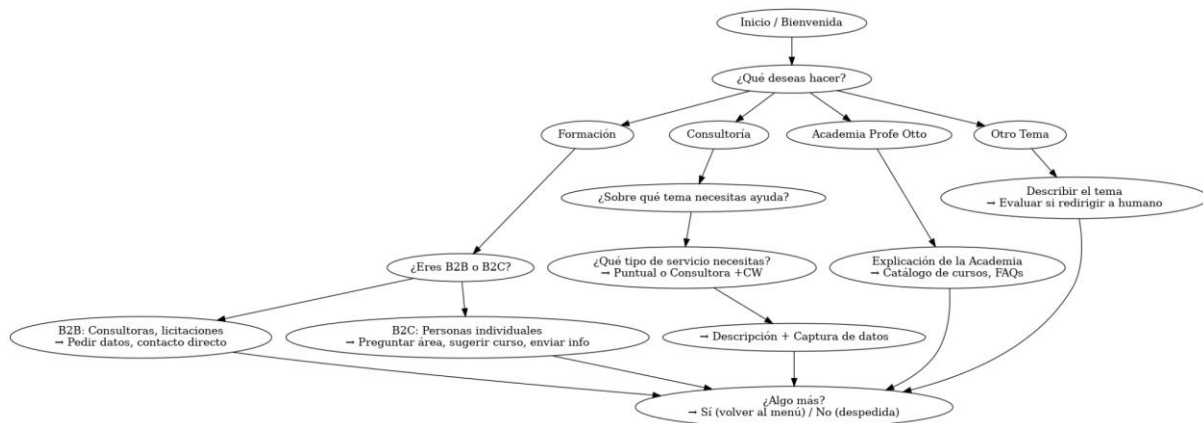 Inicio / Bienvenida
¿Qué deseas hacer?
Formación
Consultoría
Academia Profe Otto
Otro Tema
¿Sobre qué tema necesitas ayuda?
Describir el tema
→ Evaluar si redirigir a humano
¿Eres B2B o B2C?
¿Qué tipo de servicio necesitas?
→ Puntual o Consultora +CW
Explicación de la Academia
→ Catálogo de cursos, FAQs
B2B: Consultoras, licitaciones
→ Pedir datos, contacto directo
B2C: Personas individuales
→ Preguntar área, sugerir curso, enviar info
→ Descripción + Captura de datos
¿Algo más?
→ Sí (volver al menú) / No (despedida)